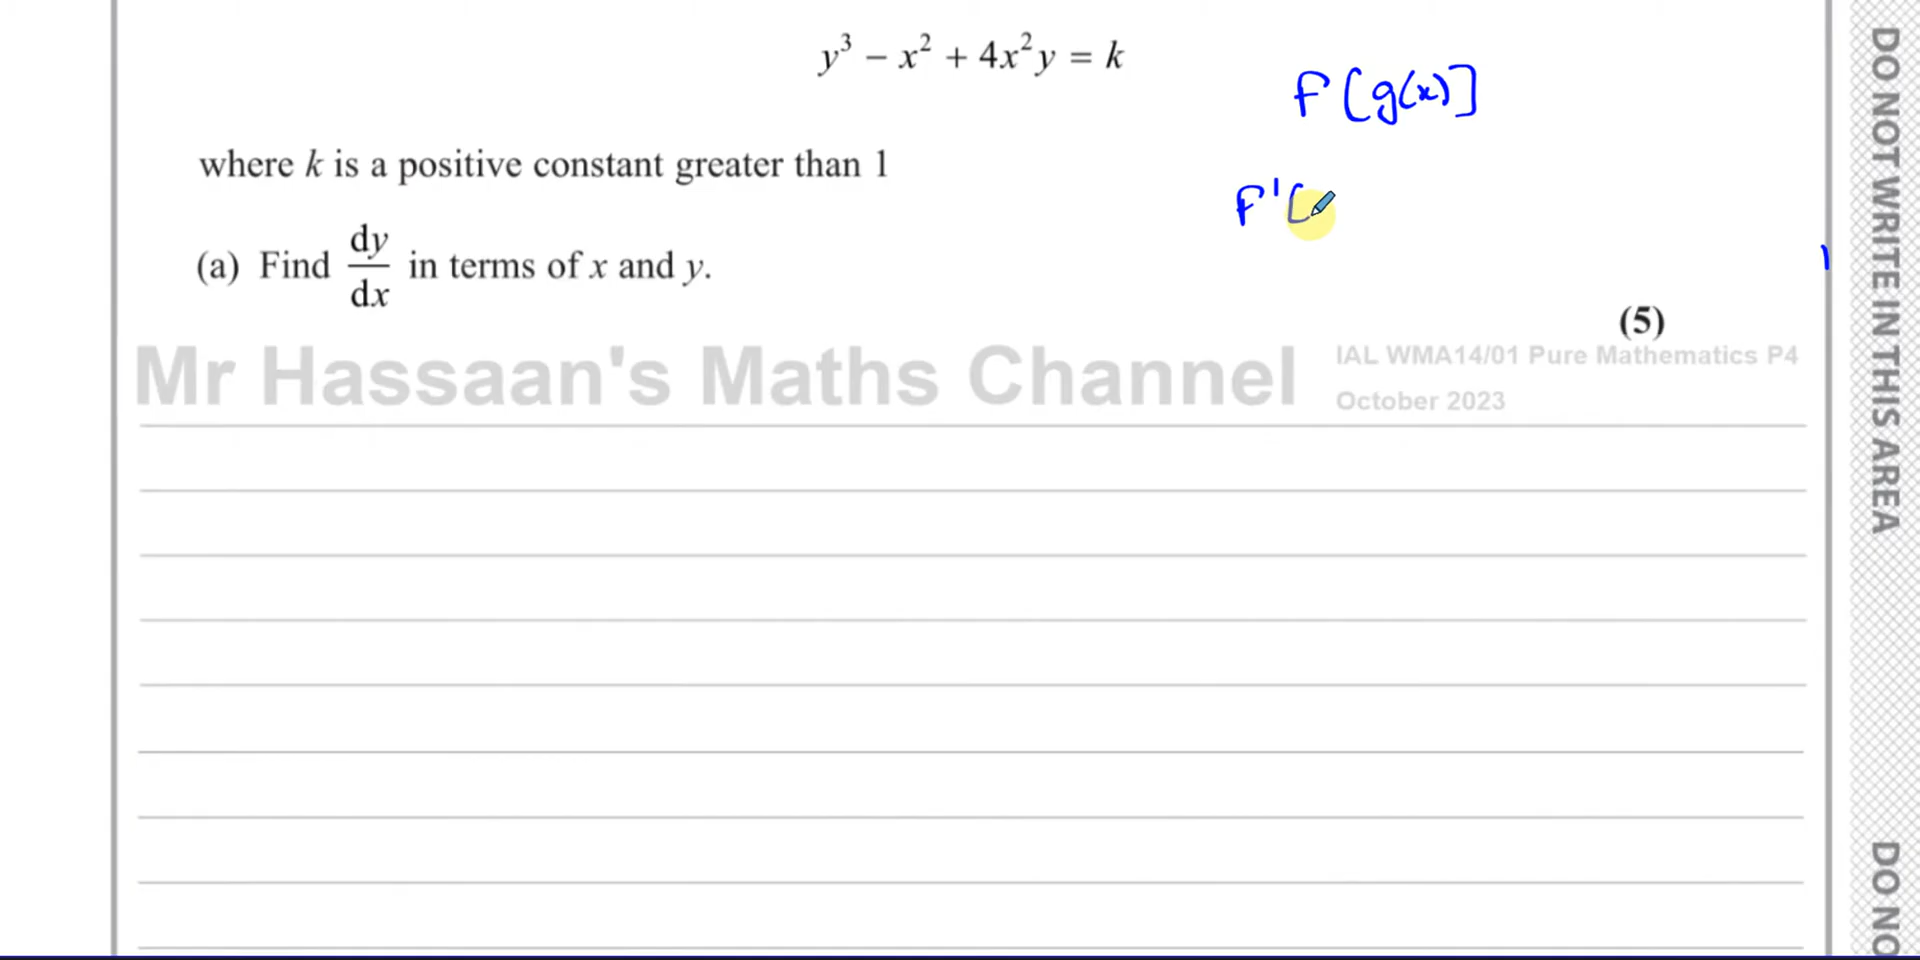 y³ − x² + 4x²y = k
F[g(x)]
where k is a positive constant greater than 1
F'[
(a) Find dy/dx in terms of x and y.
(5)
Mr Hassaan's Maths Channel
IAL WMA14/01 Pure Mathematics P4
October 2023
DO NOT WRITE IN THIS AREA
DO NO